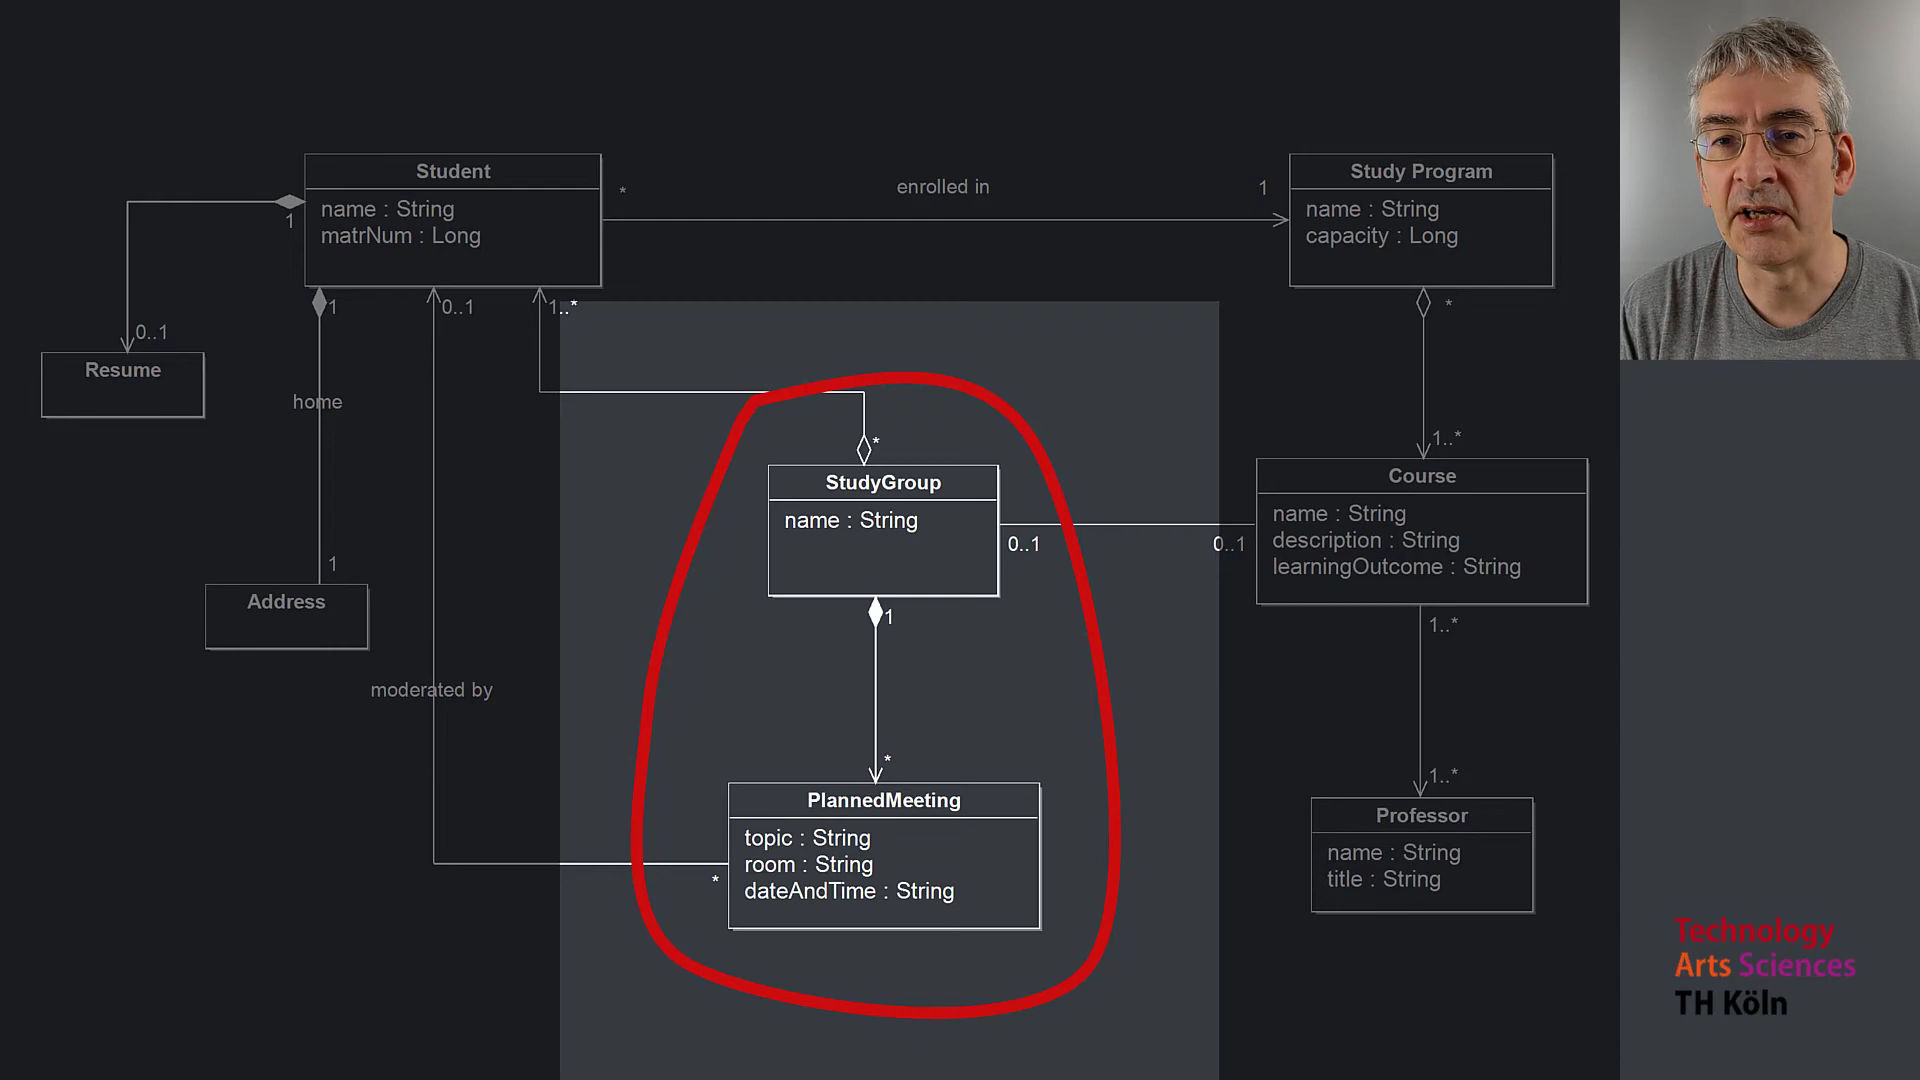 Student
name : String
matrNum : Long
*
enrolled in
1
Study Program
name : String
capacity : Long
1
0..1
Resume
1
home
1
Address
0..1
moderated by
*
1..*
*
StudyGroup
name : String
0..1
0..1
1
*
PlannedMeeting
topic : String
room : String
dateAndTime : String
*
1..*
Course
name : String
description : String
learningOutcome : String
1..*
1..*
Professor
name : String
title : String
Technology
Arts Sciences
TH Köln